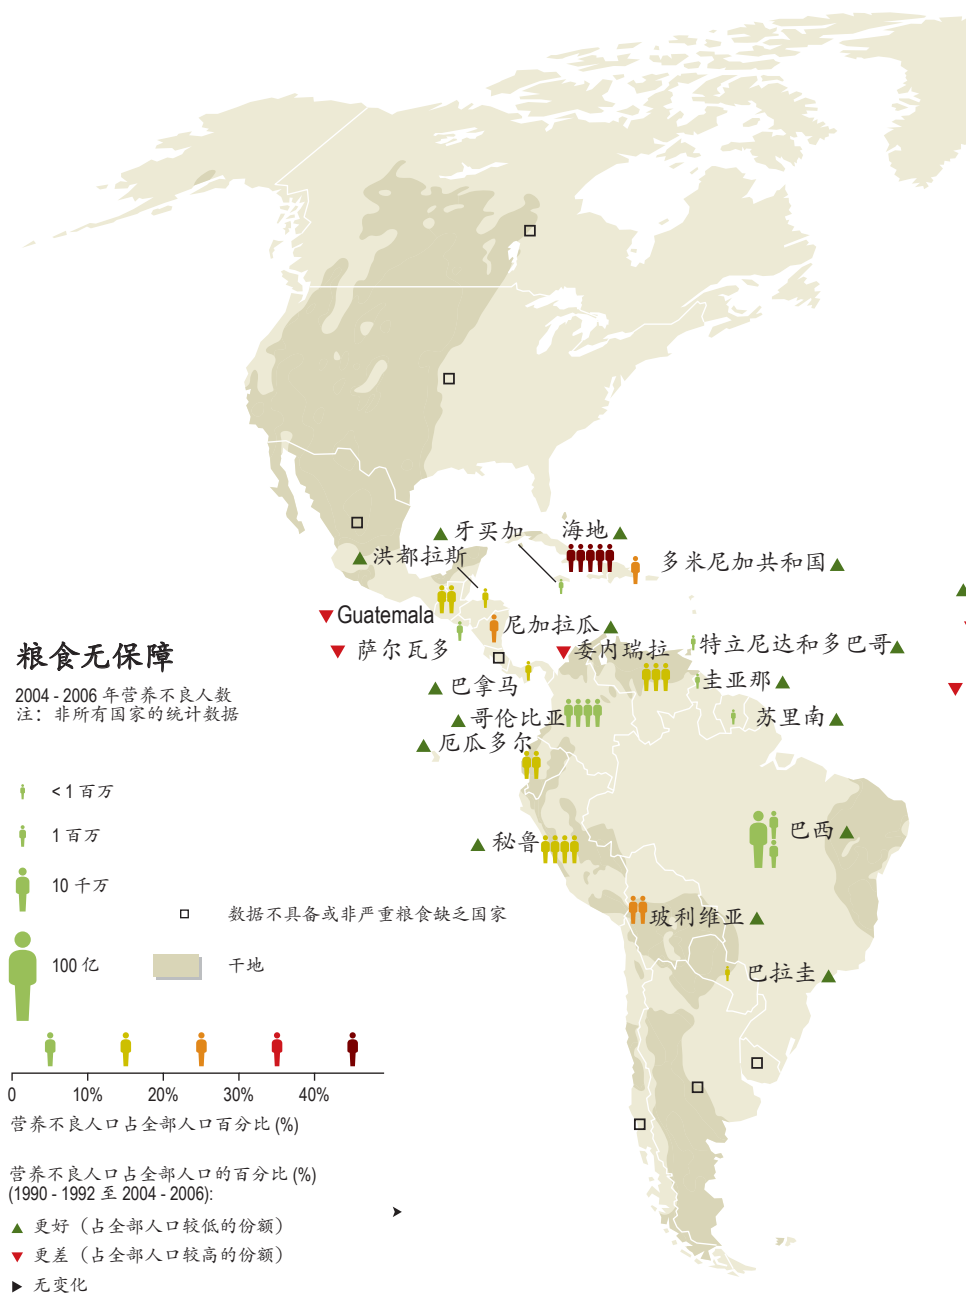 牙买加
海地
洪都拉斯
多米尼加共和国
Guatemala
尼加拉瓜
萨尔瓦多
委内瑞拉
特立尼达和多巴哥
粮食无保障
2004 - 2006 年营养不良人数
注：非所有国家的统计数据
巴拿马
圭亚那
哥伦比亚
苏里南
厄瓜多尔
< 1 百万
1 百万
巴西
秘鲁
10 千万
数据不具备或非严重粮食缺乏国家
玻利维亚
100 亿
干地
巴拉圭
0 10% 20% 30% 40%
营养不良人口占全部人口百分比 (%)
营养不良人口占全部人口的百分比 (%)
(1990 - 1992 至 2004 - 2006):
更好（占全部人口较低的份额）
更差（占全部人口较高的份额）
无变化